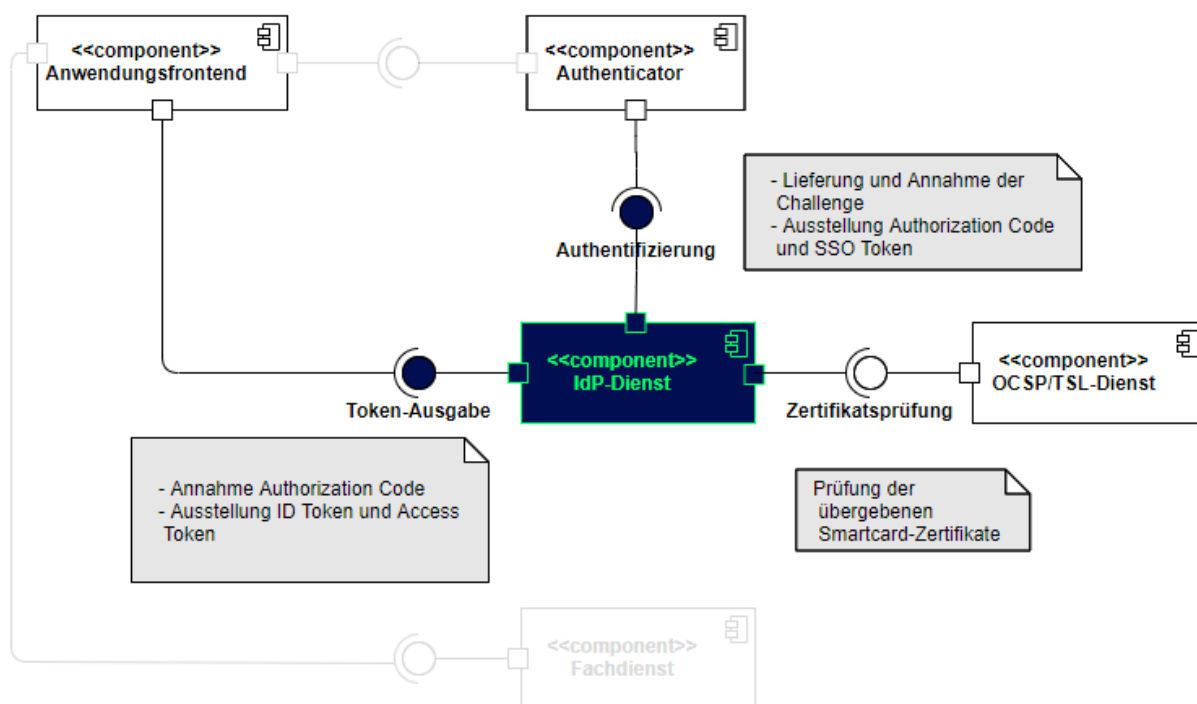 <<component>>
Anwendungsfrontend
<<component>>
Authenticator
- Lieferung und Annahme der
Challenge
- Ausstellung Authorization Code
und SSO Token
Authentifizierung
<<component>>
IdP-Dienst
<<component>>
OCSP/TSL-Dienst
Token-Ausgabe
Zertifikatsprüfung
- Annahme Authorization Code
- Ausstellung ID Token und Access
Token
Prüfung der
übergebenen
Smartcard-Zertifikate
<<component>>
Fachdienst